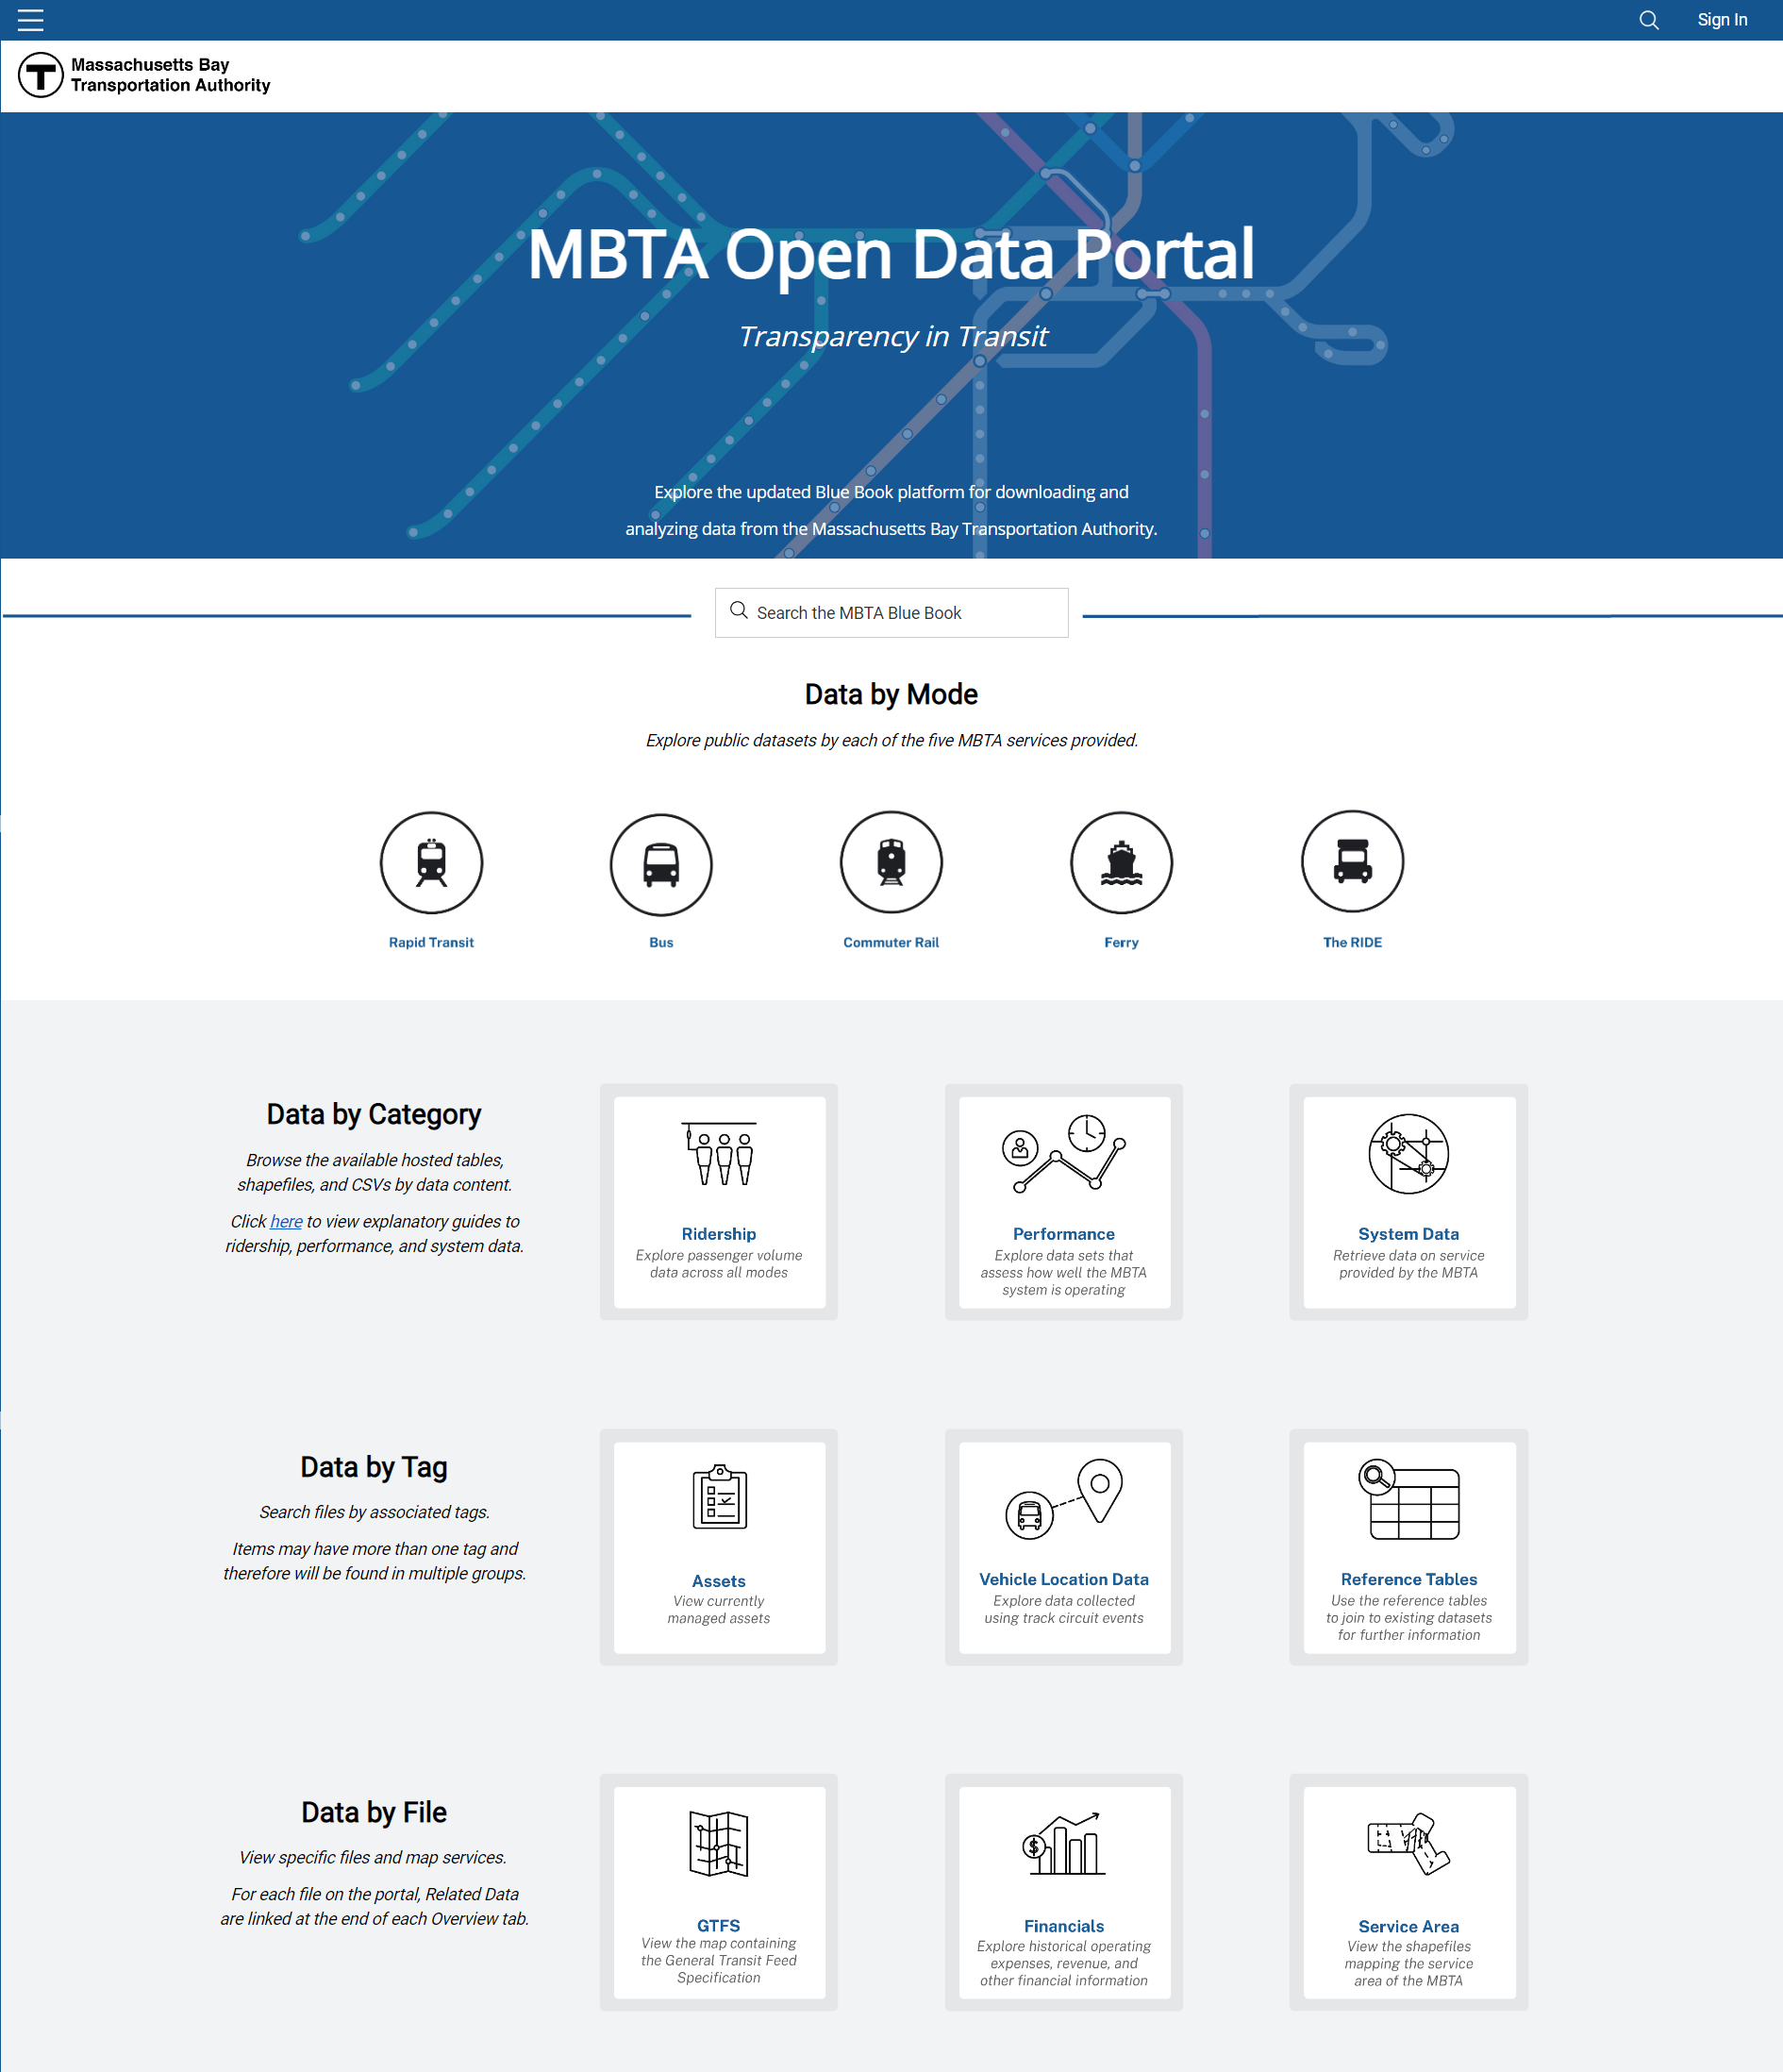 Sign In
T
Massachusetts Bay
Transportation Authority
MBTA Open Data Portal
Transparency in Transit
Explore the updated Blue Book platform for downloading and
analyzing data from the Massachusetts Bay Transportation Authority.
Search the MBTA Blue Book
Data by Mode
Explore public datasets by each of the five MBTA services provided.
Rapid Transit
Bus
Commuter Rail
Ferry
The RIDE
Data by Category
Browse the available hosted tables,
shapefiles, and CSVs by data content.
Click here to view explanatory guides to
ridership, performance, and system data.
Ridership
Explore passenger volume
data across all modes
Performance
Explore data sets that
assess how well the MBTA
system is operating
System Data
Retrieve data on service
provided by the MBTA
Data by Tag
Search files by associated tags.
Items may have more than one tag and
therefore will be found in multiple groups.
Assets
View currently
managed assets
Vehicle Location Data
Explore data collected
using track circuit events
Reference Tables
Use the reference tables
to join to existing datasets
for further information
Data by File
View specific files and map services.
For each file on the portal, Related Data
are linked at the end of each Overview tab.
GTFS
View the map containing
the General Transit Feed
Specification
$
Financials
Explore historical operating
expenses, revenue, and
other financial information
Service Area
View the shapefiles
mapping the service
area of the MBTA